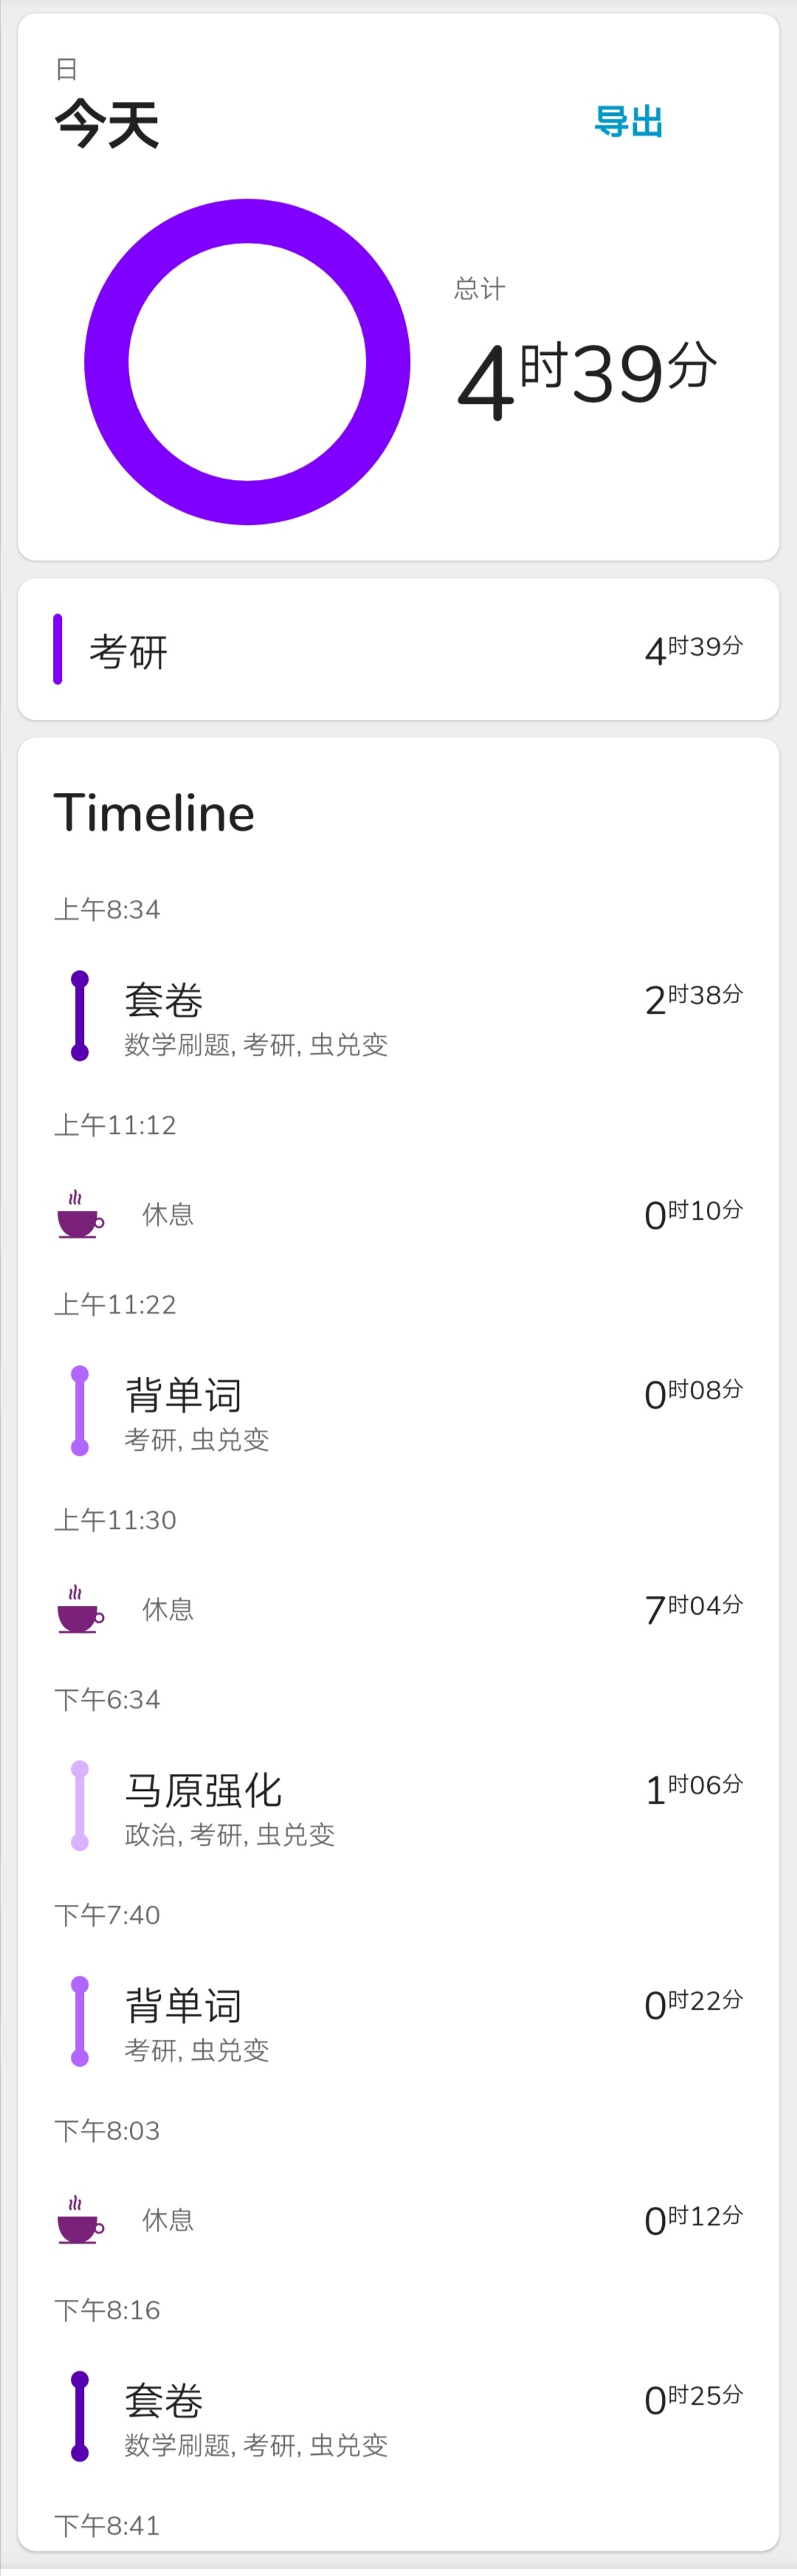 日
今天
导出
总计
4时39分
考研 4时39分
Timeline
上午8:34
套卷 2时38分
数学刷题, 考研, 虫兑变
上午11:12
休息 0时10分
上午11:22
背单词 0时08分
考研, 虫兑变
上午11:30
休息 7时04分
下午6:34
马原强化 1时06分
政治, 考研, 虫兑变
下午7:40
背单词 0时22分
考研, 虫兑变
下午8:03
休息 0时12分
下午8:16
套卷 0时25分
数学刷题, 考研, 虫兑变
下午8:41